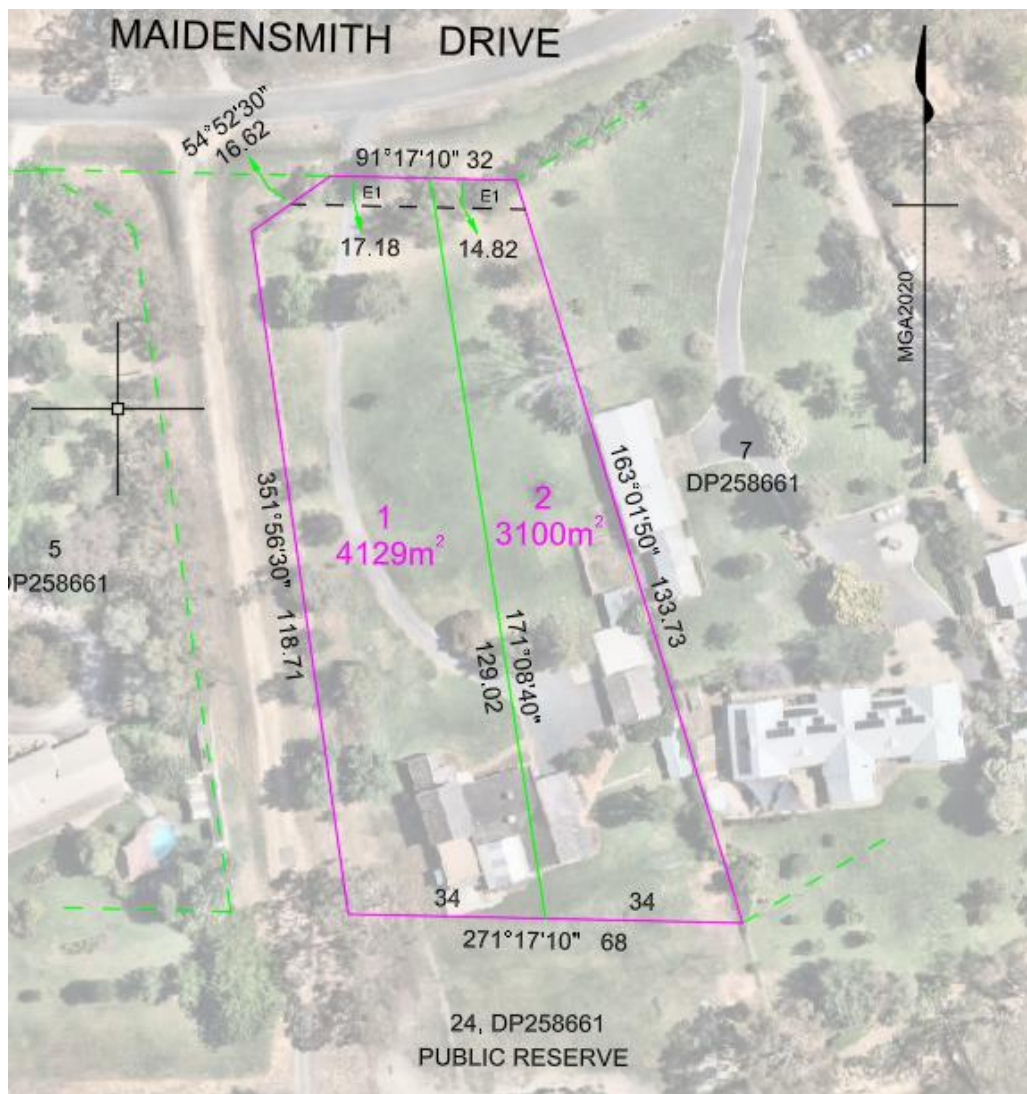 MAIDENSMITH DRIVE
54°52'30"
16.62
91°17'10" 32
E1
E1
17.18
14.82
MGA2020
7
DP258661
163°01'50" 133.73
2
3100m²
1
4129m²
351°56'30" 118.71
5
DP258661
171°08'40"
129.02
34
34
271°17'10" 68
24, DP258661
PUBLIC RESERVE